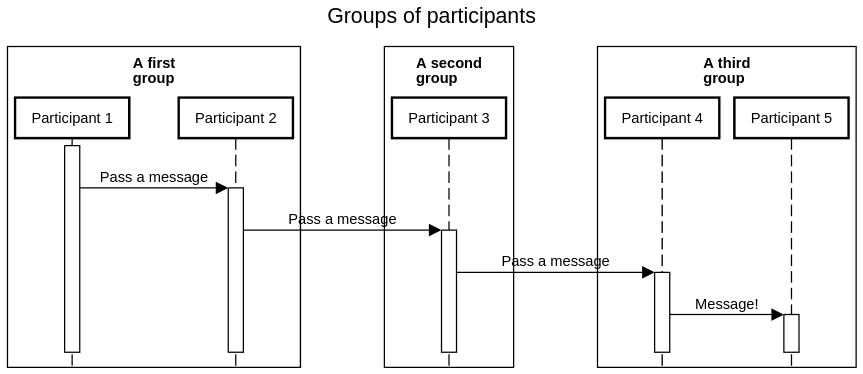 Groups of participants
A first
group
A second
group
A third
group
Participant 1
Participant 2
Participant 3
Participant 4
Participant 5
Pass a message
Pass a message
Pass a message
Message!